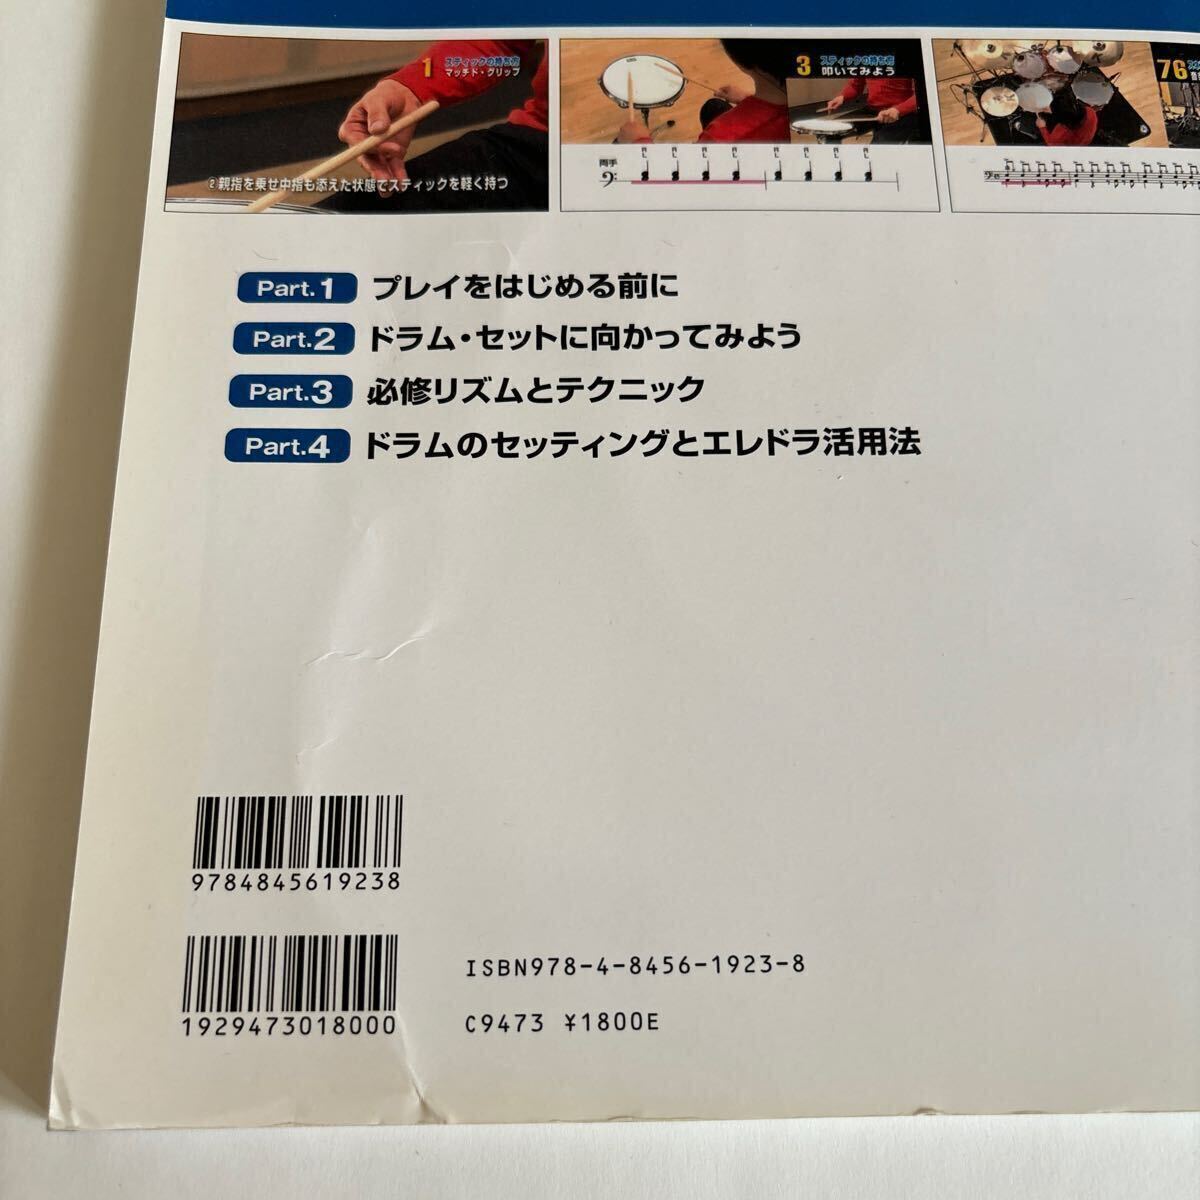 1 スティックの持ち方
マッチド・グリップ
②親指を乗せ中指も添えた状態でスティックを軽く持つ
3 スティックの持ち方
叩いてみよう
両手
R L R L R L R L
76
Part.1 プレイをはじめる前に
Part.2 ドラム・セットに向かってみよう
Part.3 必修リズムとテクニック
Part.4 ドラムのセッティングとエレドラ活用法
9784845619238
1929473018000
ISBN978-4-8456-1923-8
C9473 ¥1800E